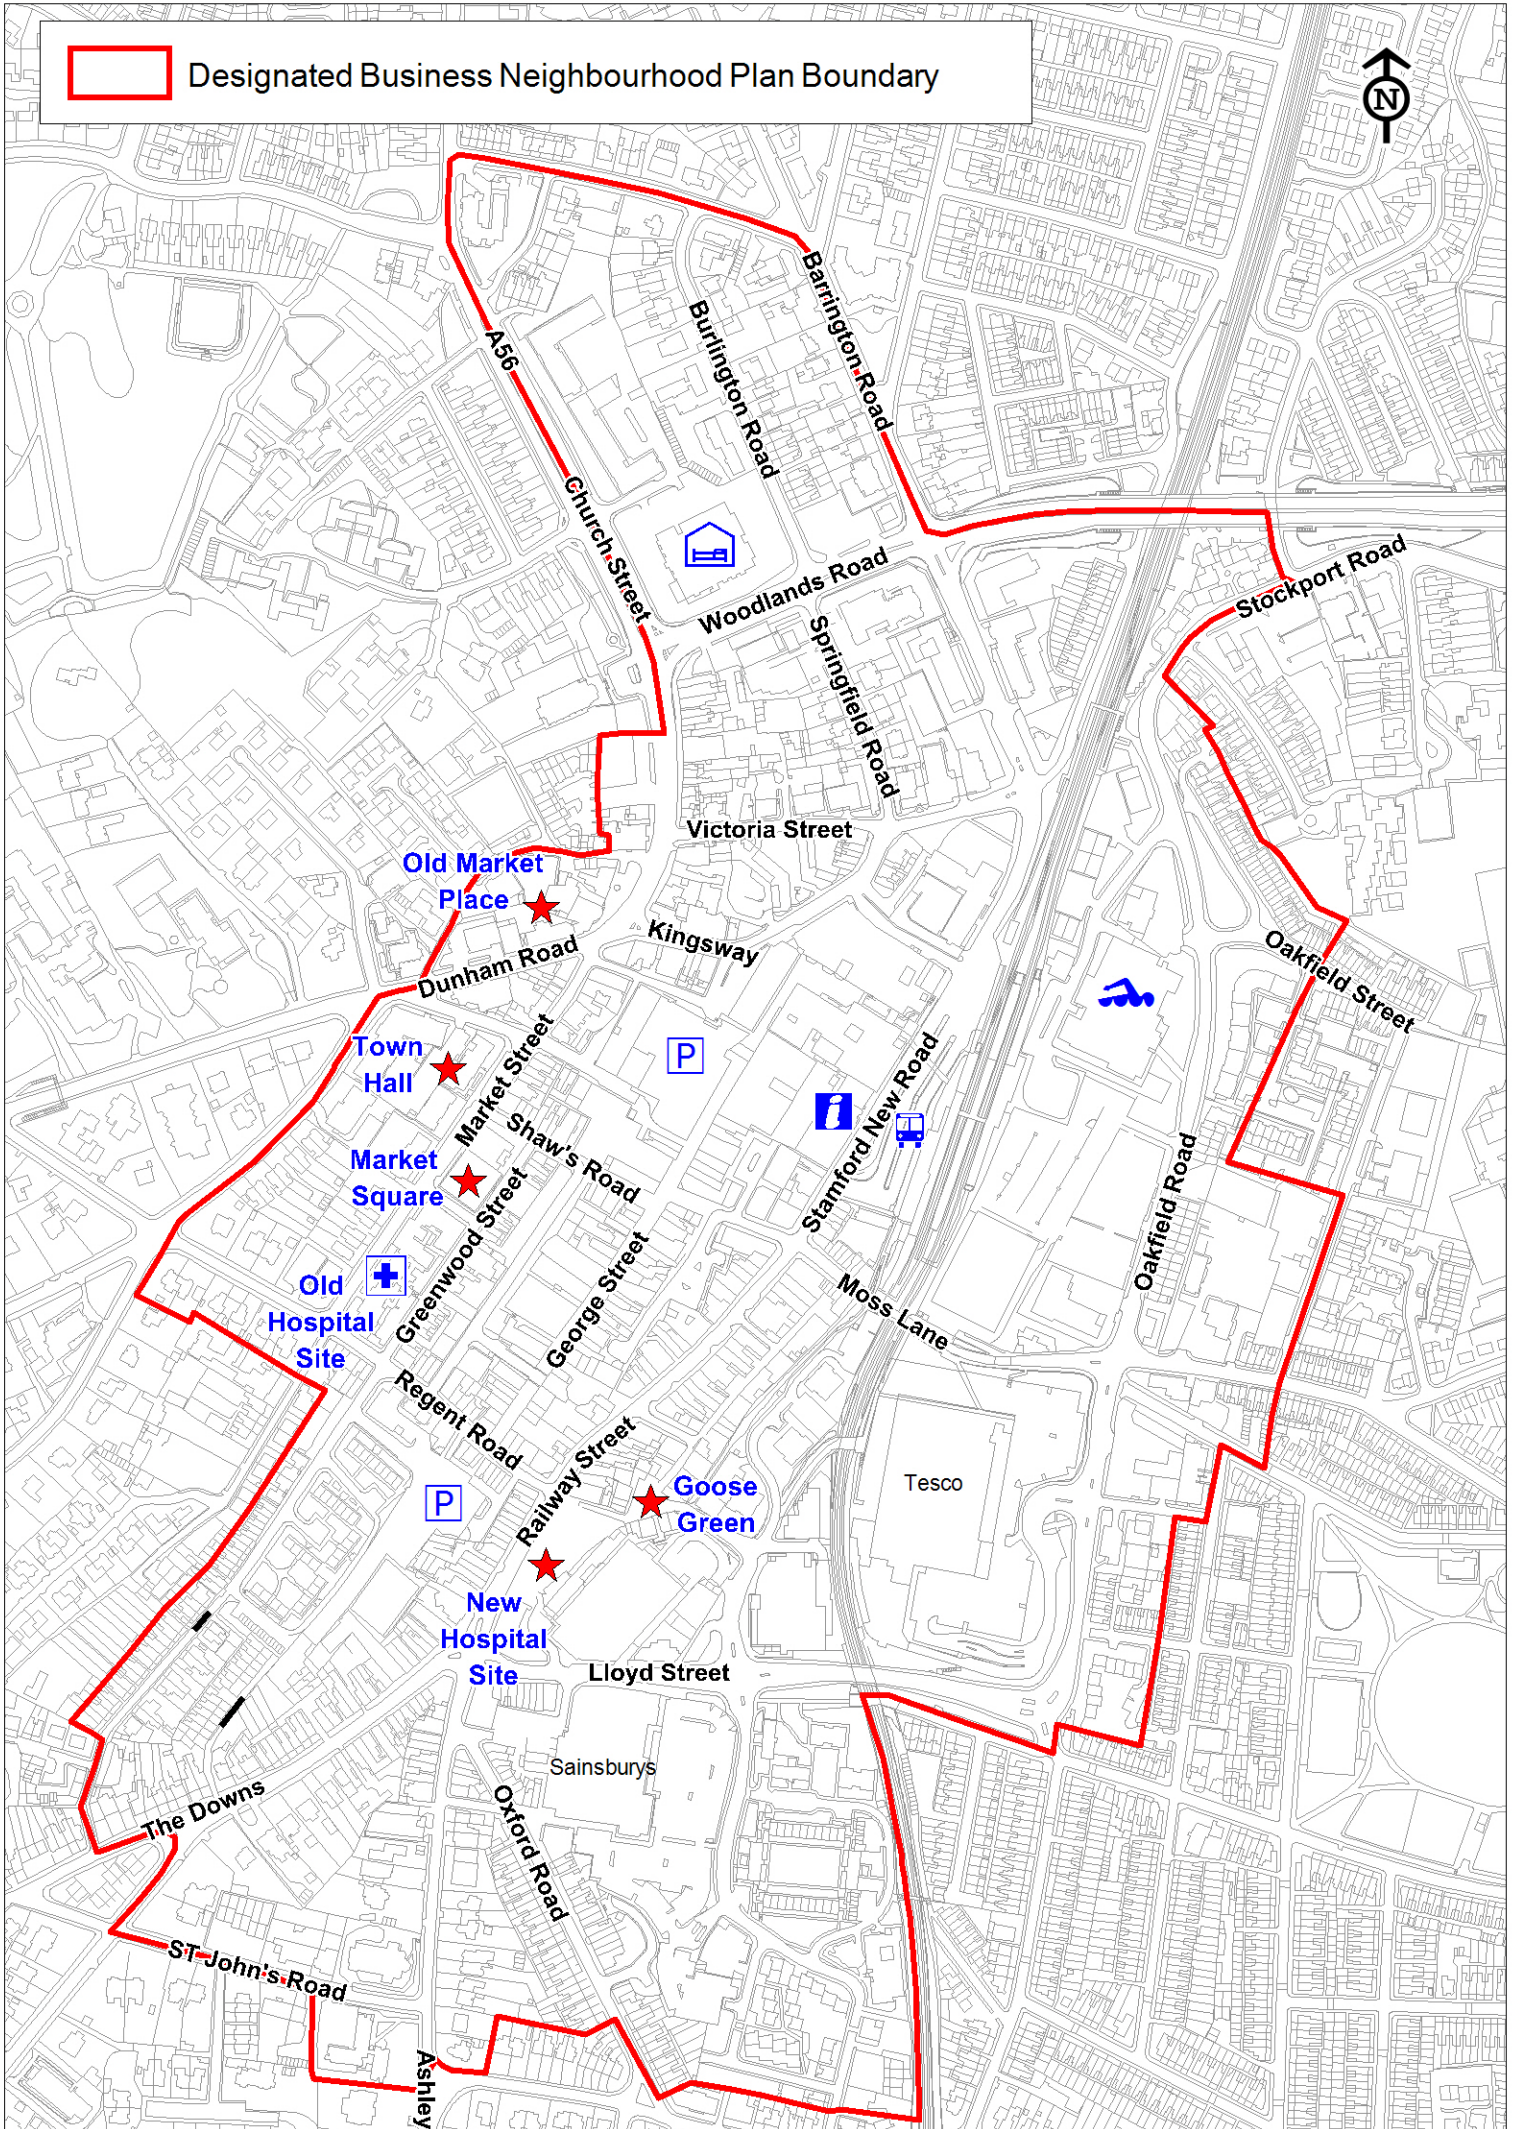 Designated Business Neighbourhood Plan Boundary
N
Barrington Road
Burlington Road
A56
Church Street
Woodlands Road
Stockport Road
Springfield Road
Victoria Street
Old Market
Place
Kingsway
Dunham Road
Oakfield Street
Town
Hall
Market Street
P
i
Stamford New Road
Shaw's Road
Market
Square
Greenwood Street
Oakfield Road
George Street
Old
Hospital
Site
Moss Lane
Regent Road
Railway Street
P
Goose
Green
Tesco
New
Hospital
Site
Lloyd Street
Sainsburys
The Downs
Oxford Road
ST John's Road
Ashley